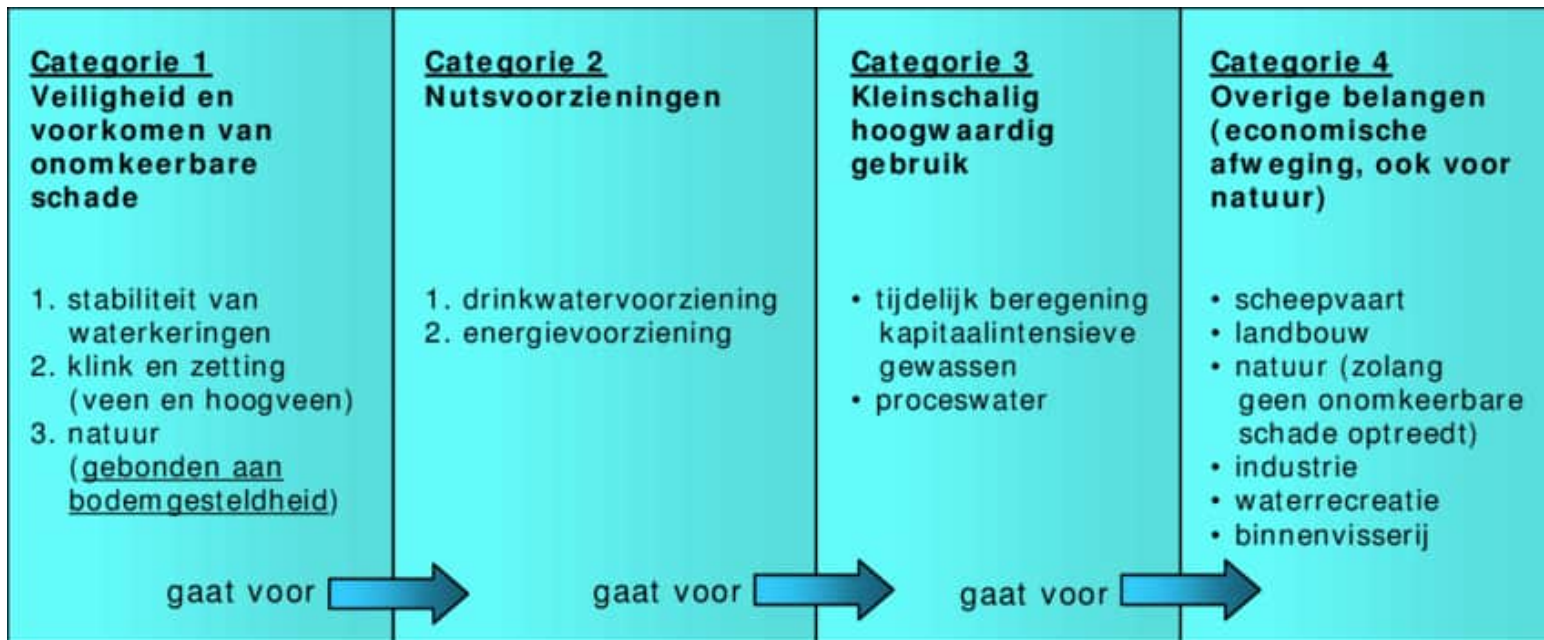 Categorie 1
Veiligheid en
voorkomen van
onomkeerbare
schade
1. stabiliteit van
waterkeringen
2. klink en zetting
(veen en hoogveen)
3. natuur
(gebonden aan
bodemgesteldheid)
gaat voor
Categorie 2
Nutsvoorzieningen
1. drinkwatervoorziening
2. energievoorziening
gaat voor
Categorie 3
Kleinschalig
hoogwaardig
gebruik
• tijdelijk beregening
kapitaalintensieve
gewassen
• proceswater
gaat voor
Categorie 4
Overige belangen
(economische
afweging, ook voor
natuur)
• scheepvaart
• landbouw
• natuur (zolang
geen onomkeerbare
schade optreedt)
• industrie
• waterrecreatie
• binnenvisserij